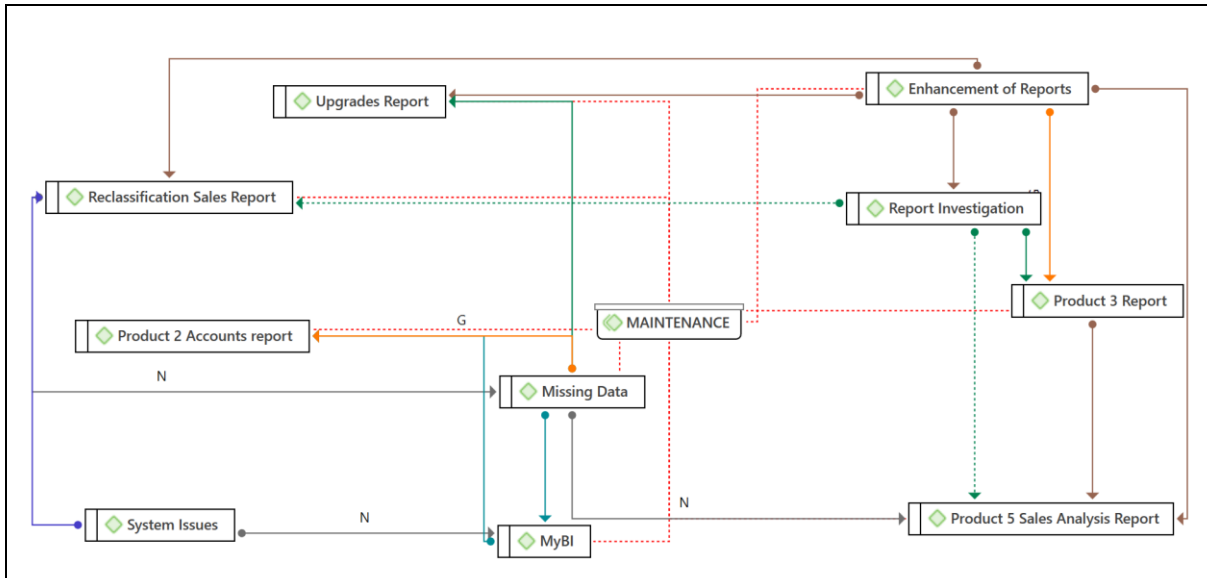 Enhancement of Reports
Upgrades Report
Reclassification Sales Report
Report Investigation
Product 3 Report
G
MAINTENANCE
Product 2 Accounts report
N
Missing Data
N
N
System Issues
Product 5 Sales Analysis Report
MyBI